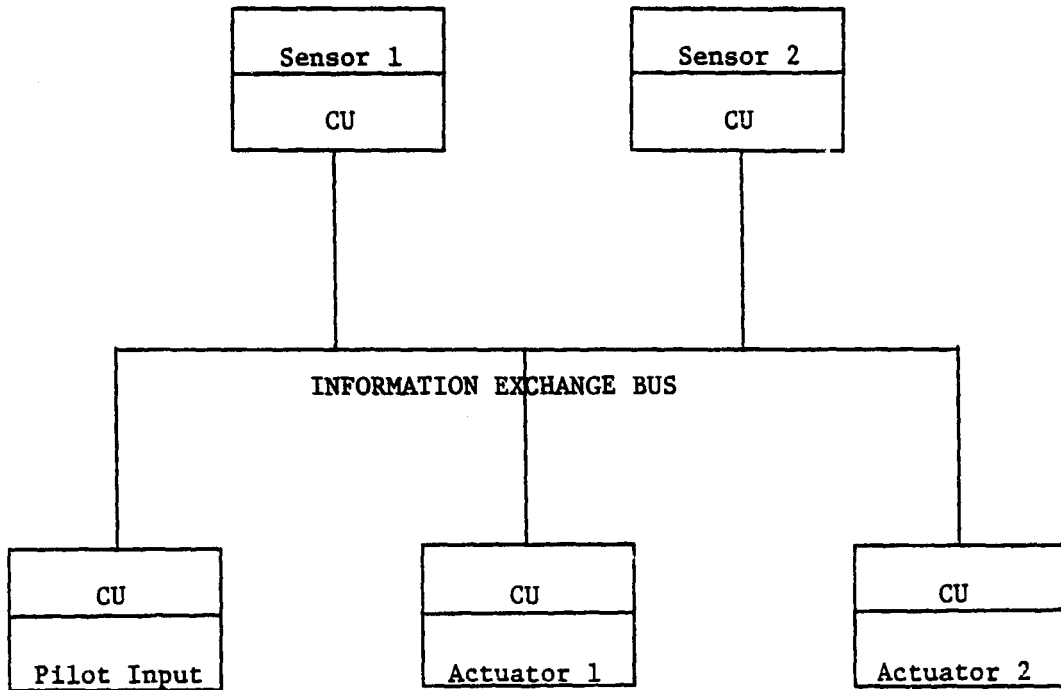 Sensor 1
CU
Sensor 2
CU
INFORMATION EXCHANGE BUS
CU
Pilot Input
CU
Actuator 1
CU
Actuator 2